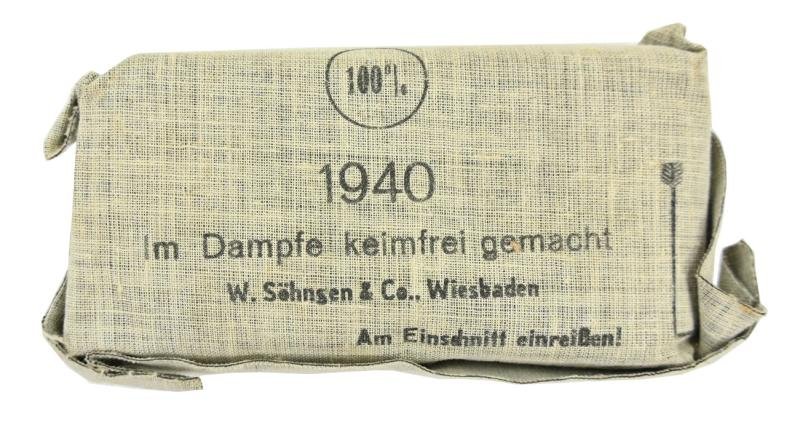 100%.
1940
Im Dampfe keimfrei gemacht
W. Söhngen & Co., Wiesbaden
Am Einschnitt einreißen!